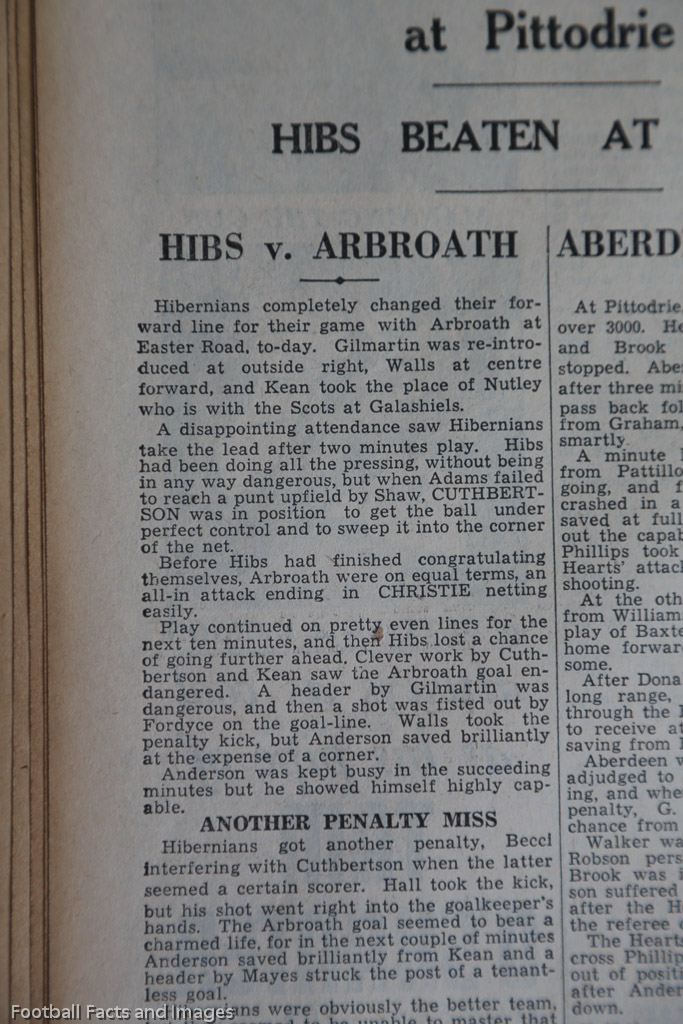 at Pittodrie
HIBS BEATEN AT
HIBS v. ARBROATH
Hibernians completely changed their for-
ward line for their game with Arbroath at
Easter Road, to-day. Gilmartin was re-intro-
duced at outside right, Walls at centre
forward, and Kean took the place of Nutley
who is with the Scots at Galashiels.
A disappointing attendance saw Hibernians
take the lead after two minutes play. Hibs
had been doing all the pressing, without being
in any way dangerous, but when Adams failed
to reach a punt upfield by Shaw, CUTHBERT-
SON was in position to get the ball under
perfect control and to sweep it into the corner
of the net.
Before Hibs had finished congratulating
themselves, Arbroath were on equal terms, an
all-in attack ending in CHRISTIE netting
easily.
Play continued on pretty even lines for the
next ten minutes, and then Hibs lost a chance
of going further ahead. Clever work by Cuth-
bertson and Kean saw the Arbroath goal en-
dangered. A header by Gilmartin was
dangerous, and then a shot was fisted out by
Fordyce on the goal-line. Walls took the
penalty kick, but Anderson saved brilliantly
at the expense of a corner.
Anderson was kept busy in the succeeding
minutes but he showed himself highly cap-
able.
ANOTHER PENALTY MISS
Hibernians got another penalty, Becci
interfering with Cuthbertson when the latter
seemed a certain scorer. Hall took the kick,
but his shot went right into the goalkeeper's
hands. The Arbroath goal seemed to bear a
charmed life, for in the next couple of minutes
Anderson saved brilliantly from Kean and a
header by Mayes struck the post of a tenant-
less goal.
were obviously the better team,
to be unable to master that
ABERD
At Pittodrie
over 3000. He
and Brook
stopped. Abe
after three mi
pass back fol
from Graham,
smartly.
A minute
from Pattillo
going, and f
crashed in a
saved at full
out the capab
Phillips took
Hearts' attac
shooting.
At the oth
from William
play of Baxte
home forwar
some.
After Dona
long range,
through the
to receive at
saving from
Aberdeen w
adjudged to
ing, and whe
penalty, G.
chance from
Walker wa
Robson pers
Brook was i
son suffered
after the H
the referee
The Heart
cross Phillip
out of positi
after Ander
down.
Football Facts and Images